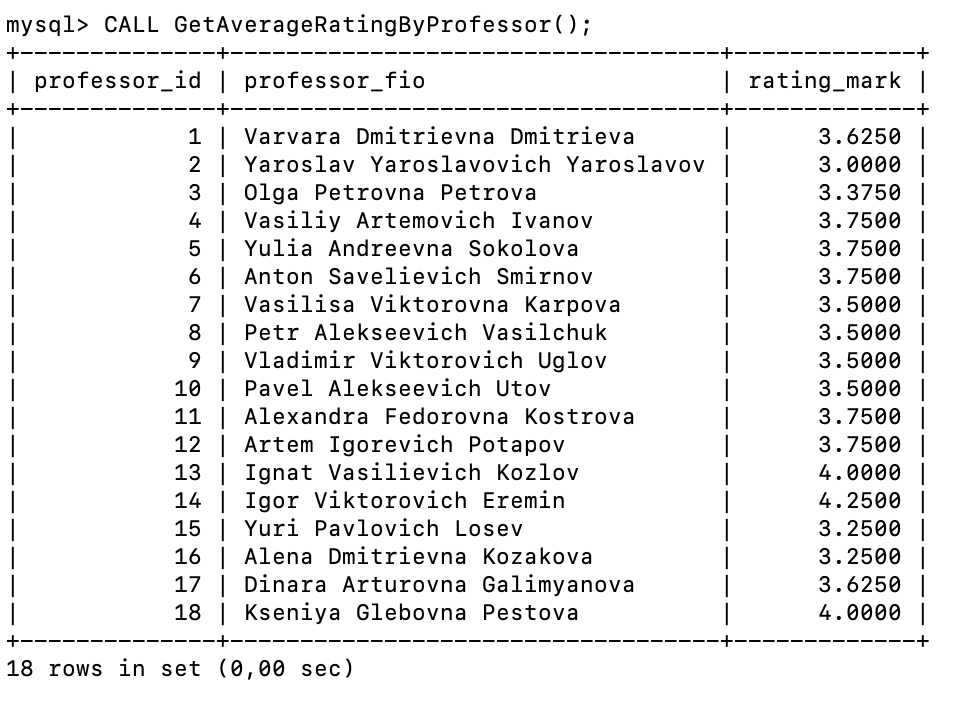 mysql> CALL GetAverageRatingByProfessor();
+--------------+-----------------------------------+-------------+
| professor_id | professor_fio                     | rating_mark |
+--------------+-----------------------------------+-------------+
|            1 | Varvara Dmitrievna Dmitrieva      |      3.6250 |
|            2 | Yaroslav Yaroslavovich Yaroslavov |      3.0000 |
|            3 | Olga Petrovna Petrova             |      3.3750 |
|            4 | Vasiliy Artemovich Ivanov         |      3.7500 |
|            5 | Yulia Andreevna Sokolova          |      3.7500 |
|            6 | Anton Savelievich Smirnov         |      3.7500 |
|            7 | Vasilisa Viktorovna Karpova       |      3.5000 |
|            8 | Petr Alekseevich Vasilchuk        |      3.5000 |
|            9 | Vladimir Viktorovich Uglov        |      3.5000 |
|           10 | Pavel Alekseevich Utov            |      3.5000 |
|           11 | Alexandra Fedorovna Kostrova      |      3.7500 |
|           12 | Artem Igorevich Potapov           |      3.7500 |
|           13 | Ignat Vasilievich Kozlov          |      4.0000 |
|           14 | Igor Viktorovich Eremin           |      4.2500 |
|           15 | Yuri Pavlovich Losev              |      3.2500 |
|           16 | Alena Dmitrievna Kozakova         |      3.2500 |
|           17 | Dinara Arturovna Galimyanova      |      3.6250 |
|           18 | Kseniya Glebovna Pestova          |      4.0000 |
+--------------+-----------------------------------+-------------+
18 rows in set (0,00 sec)